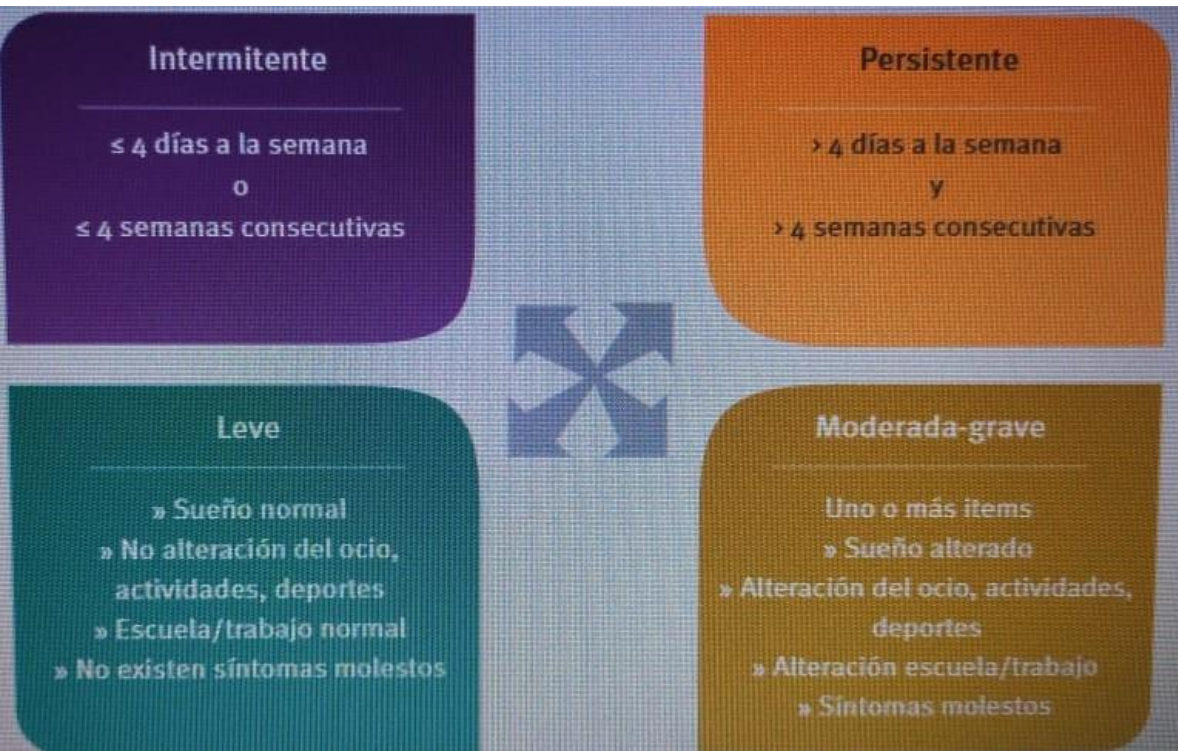 Intermitente
≤ 4 días a la semana
o
≤ 4 semanas consecutivas
Persistente
> 4 días a la semana
y
> 4 semanas consecutivas
Leve
» Sueño normal
» No alteración del ocio,
actividades, deportes
» Escuela/trabajo normal
» No existen síntomas molestos
Moderada-grave
Uno o más items
» Sueño alterado
» Alteración del ocio, actividades,
deportes
» Alteración escuela/trabajo
» Síntomas molestos